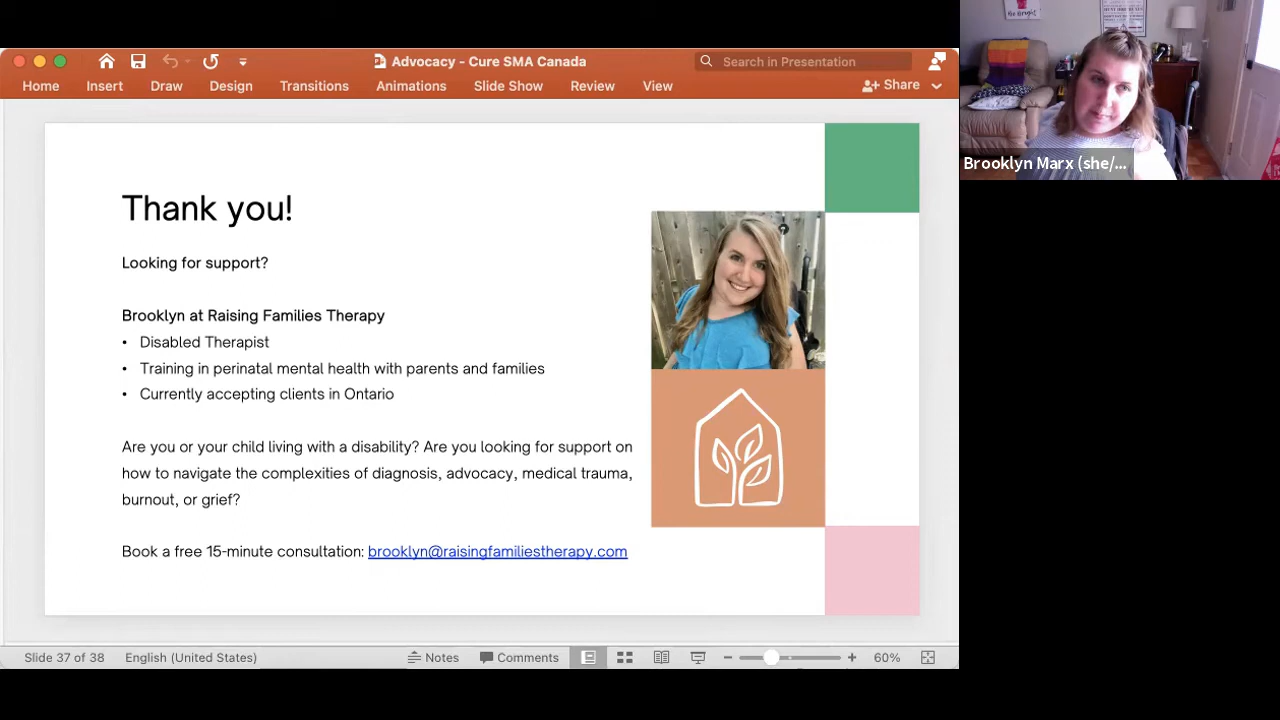 Advocacy - Cure SMA Canada
Search in Presentation
Home Insert Draw Design Transitions Animations Slide Show Review View
Share
Thank you!
Looking for support?
Brooklyn at Raising Families Therapy
• Disabled Therapist
• Training in perinatal mental health with parents and families
• Currently accepting clients in Ontario
Are you or your child living with a disability? Are you looking for support on
how to navigate the complexities of diagnosis, advocacy, medical trauma,
burnout, or grief?
Book a free 15-minute consultation: brooklyn@raisingfamiliestherapy.com
Slide 37 of 38 English (United States) Notes Comments 60%
Brooklyn Marx (she/...